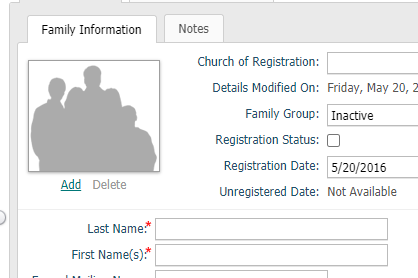 Family Information
Notes
Church of Registration:
Details Modified On: Friday, May 20, 2
Family Group: Inactive
Registration Status:
Registration Date: 5/20/2016
Unregistered Date: Not Available
Add Delete
Last Name:*
First Name(s):*